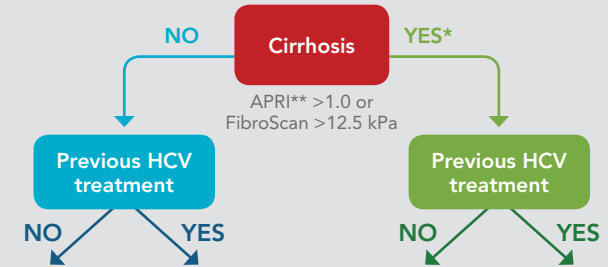 NO
Cirrhosis
YES*
APRI** >1.0 or
FibroScan >12.5 kPa
Previous HCV
treatment
Previous HCV
treatment
NO
YES
NO
YES